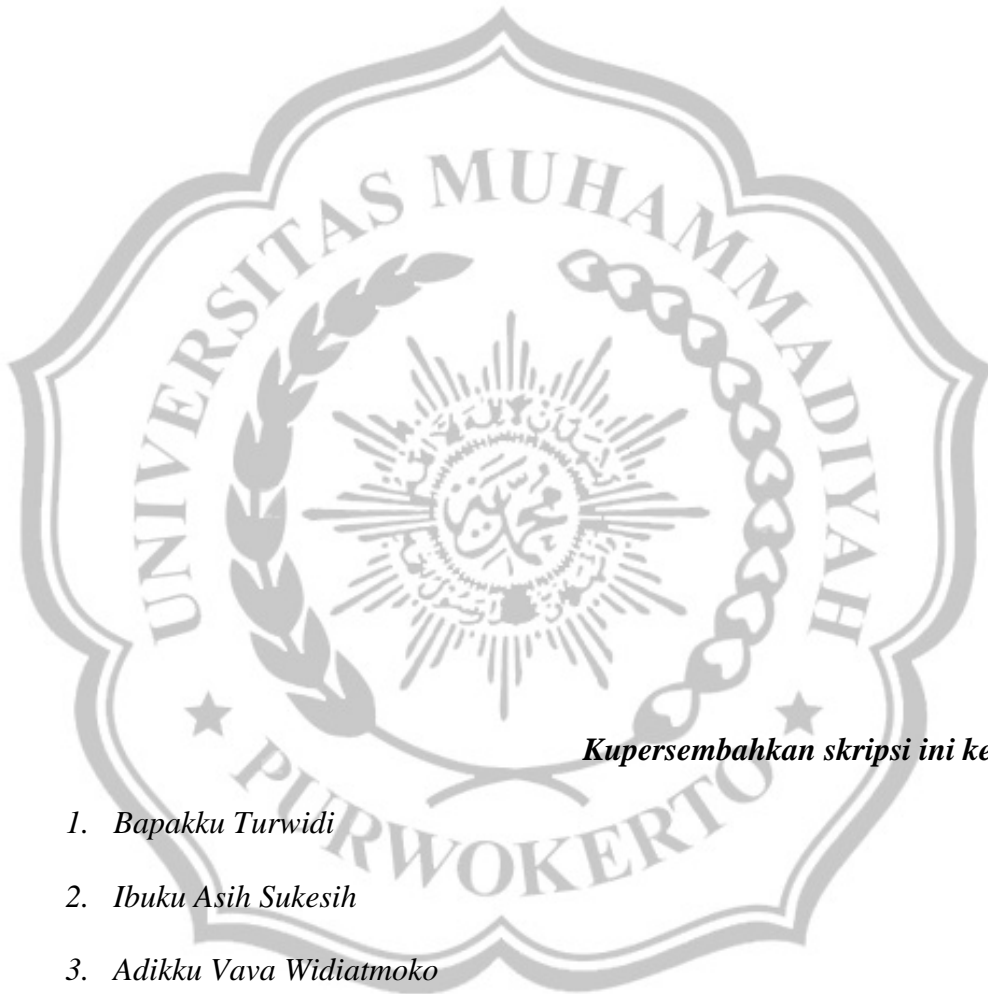 UNIVERSITAS MUHAMMADIYAH
PURWOKERTO
Kupersembahkan skripsi ini ke
1. Bapakku Turwidi
2. Ibuku Asih Sukesih
3. Adikku Vava Widiatmoko